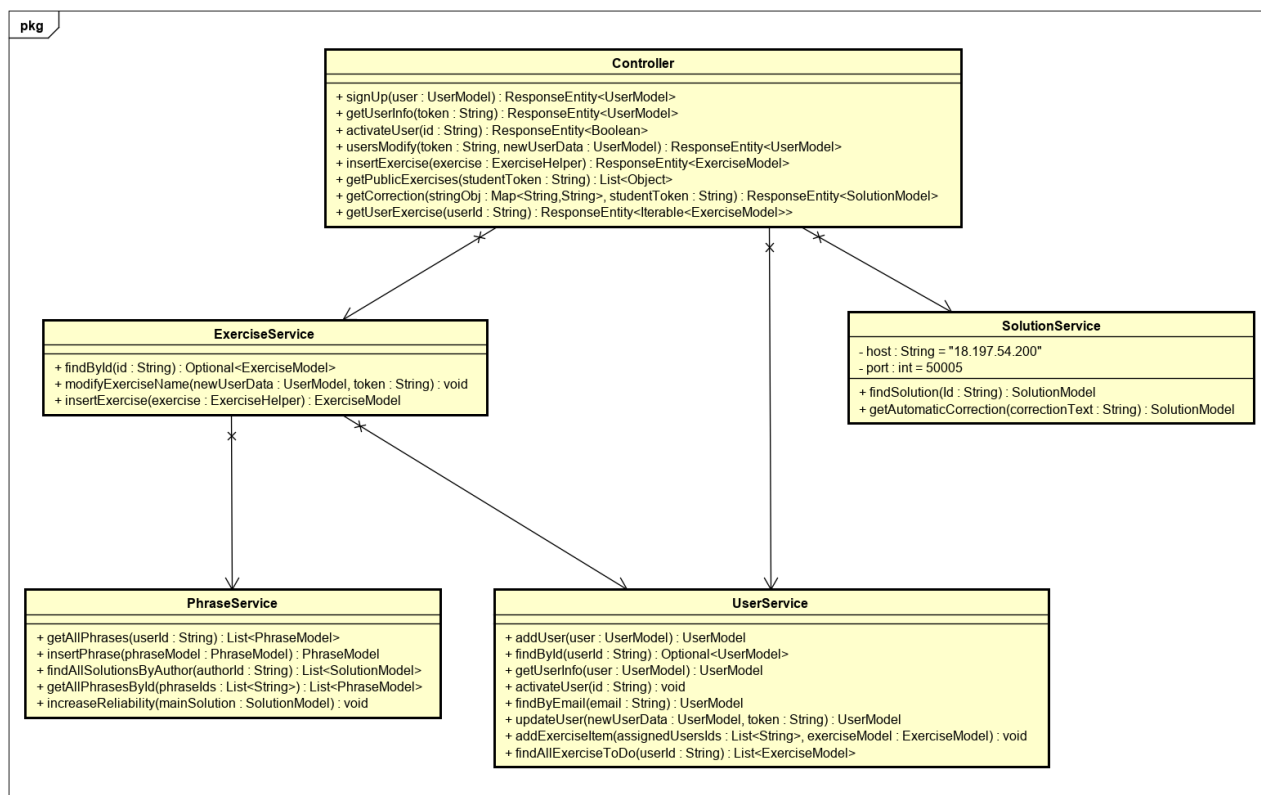 pkg
Controller
+ signUp(user : UserModel) : ResponseEntity<UserModel>
+ getUserInfo(token : String) : ResponseEntity<UserModel>
+ activateUser(id : String) : ResponseEntity<Boolean>
+ usersModify(token : String, newUserData : UserModel) : ResponseEntity<UserModel>
+ insertExercise(exercise : ExerciseHelper) : ResponseEntity<ExerciseModel>
+ getPublicExercises(studentToken : String) : List<Object>
+ getCorrection(stringObj : Map<String,String>, studentToken : String) : ResponseEntity<SolutionModel>
+ getUserExercise(userId : String) : ResponseEntity<Iterable<ExerciseModel>>
ExerciseService
+ findById(id : String) : Optional<ExerciseModel>
+ modifyExerciseName(newUserData : UserModel, token : String) : void
+ insertExercise(exercise : ExerciseHelper) : ExerciseModel
SolutionService
- host : String = "18.197.54.200"
- port : int = 50005
+ findSolution(Id : String) : SolutionModel
+ getAutomaticCorrection(correctionText : String) : SolutionModel
PhraseService
+ getAllPhrases(userId : String) : List<PhraseModel>
+ insertPhrase(phraseModel : PhraseModel) : PhraseModel
+ findAllSolutionsByAuthor(authorId : String) : List<SolutionModel>
+ getAllPhrasesById(phraseIds : List<String>) : List<PhraseModel>
+ increaseReliability(mainSolution : SolutionModel) : void
UserService
+ addUser(user : UserModel) : UserModel
+ findById(userId : String) : Optional<UserModel>
+ getUserInfo(user : UserModel) : UserModel
+ activateUser(id : String) : void
+ findByEmail(email : String) : UserModel
+ updateUser(newUserData : UserModel, token : String) : UserModel
+ addExerciseItem(assignedUsersIds : List<String>, exerciseModel : ExerciseModel) : void
+ findAllExerciseToDo(userId : String) : List<ExerciseModel>